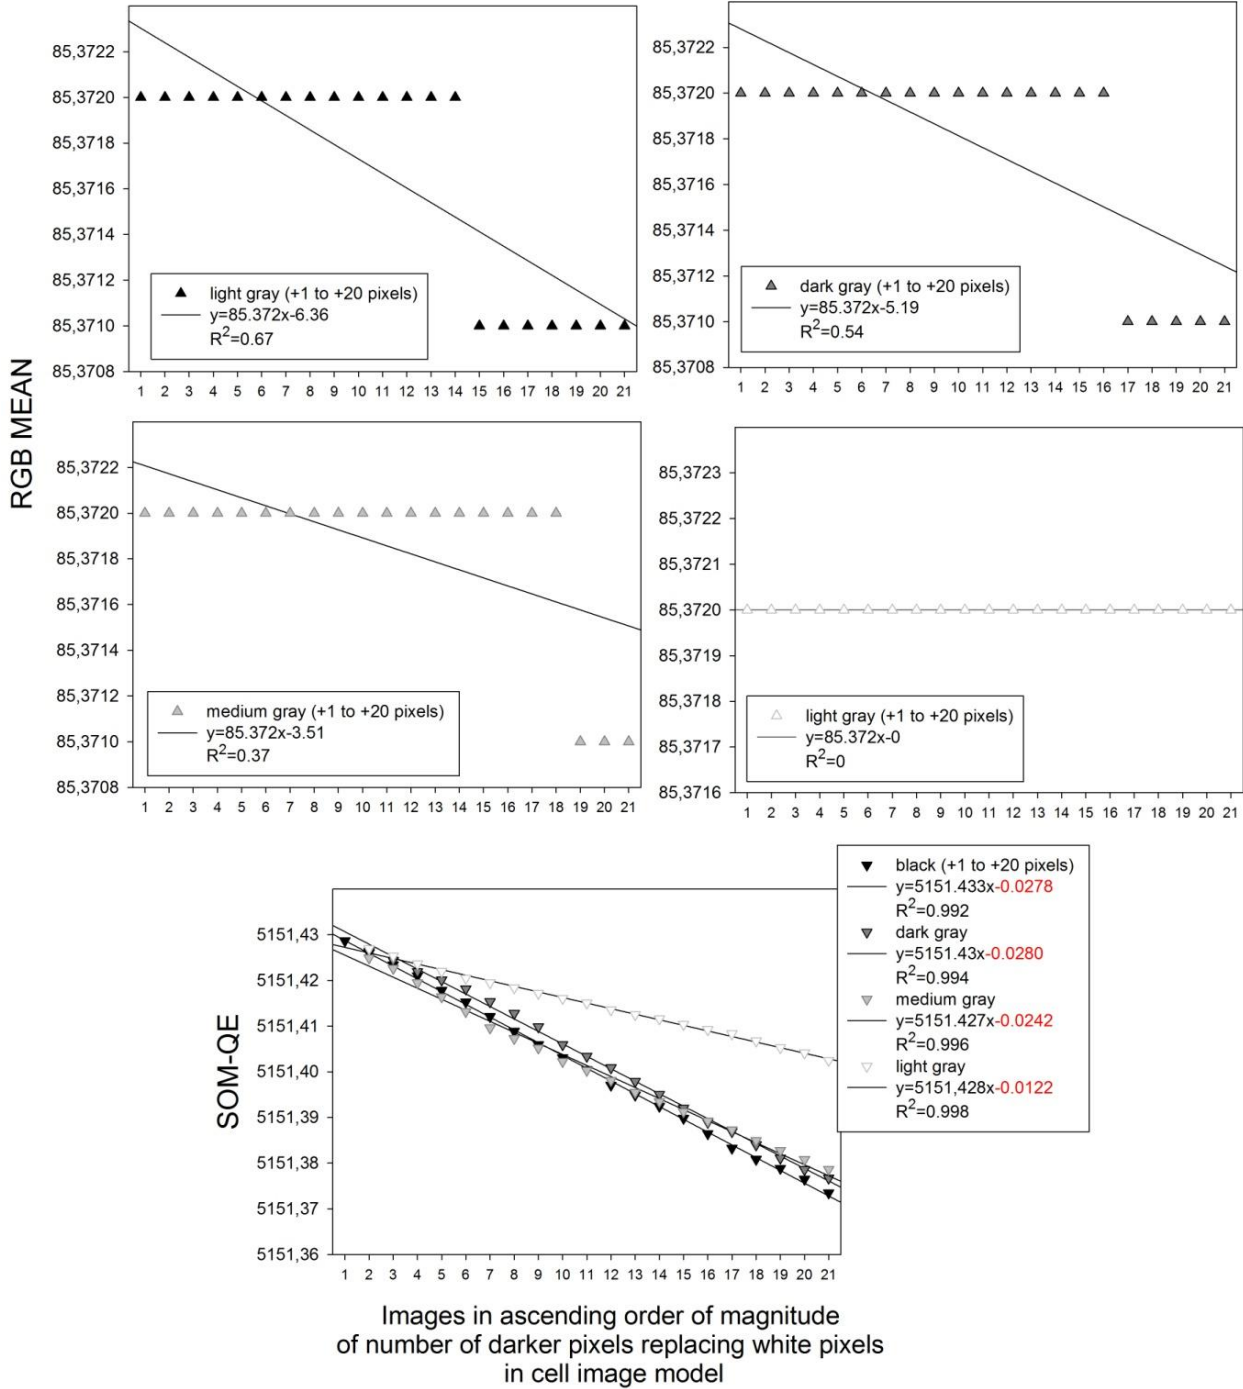 RGB MEAN
85,3722
85,3720
85,3718
85,3716
85,3714
85,3712
85,3710
85,3708
1 2 3 4 5 6 7 8 9 10 11 12 13 14 15 16 17 18 19 20 21
light gray (+1 to +20 pixels)
y=85.372x-6.36
R²=0.67
85,3722
85,3720
85,3718
85,3716
85,3714
85,3712
85,3710
85,3708
1 2 3 4 5 6 7 8 9 10 11 12 13 14 15 16 17 18 19 20 21
dark gray (+1 to +20 pixels)
y=85.372x-5.19
R²=0.54
85,3722
85,3720
85,3718
85,3716
85,3714
85,3712
85,3710
85,3708
1 2 3 4 5 6 7 8 9 10 11 12 13 14 15 16 17 18 19 20 21
medium gray (+1 to +20 pixels)
y=85.372x-3.51
R²=0.37
85,3723
85,3722
85,3721
85,3720
85,3719
85,3718
85,3717
85,3716
1 2 3 4 5 6 7 8 9 10 11 12 13 14 15 16 17 18 19 20 21
light gray (+1 to +20 pixels)
y=85.372x-0
R²=0
SOM-QE
5151,43
5151,42
5151,41
5151,40
5151,39
5151,38
5151,37
5151,36
1 2 3 4 5 6 7 8 9 10 11 12 13 14 15 16 17 18 19 20 21
black (+1 to +20 pixels)
y=5151.433x-0.0278
R²=0.992
dark gray
y=5151.43x-0.0280
R²=0.994
medium gray
y=5151.427x-0.0242
R²=0.996
light gray
y=5151,428x-0.0122
R²=0.998
Images in ascending order of magnitude
of number of darker pixels replacing white pixels
in cell image model